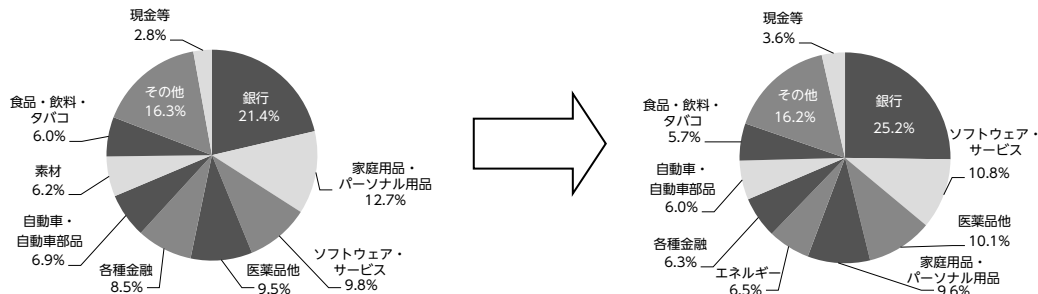 現金等
2.8%
銀行
21.4%
家庭用品・
パーソナル用品
12.7%
ソフトウェア・
サービス
9.8%
医薬品他
9.5%
各種金融
8.5%
自動車・
自動車部品
6.9%
素材
6.2%
食品・飲料・
タバコ
6.0%
その他
16.3%
現金等
3.6%
銀行
25.2%
ソフトウェア・
サービス
10.8%
医薬品他
10.1%
家庭用品・
パーソナル用品
9.6%
エネルギー
6.5%
各種金融
6.3%
自動車・
自動車部品
6.0%
食品・飲料・
タバコ
5.7%
その他
16.2%